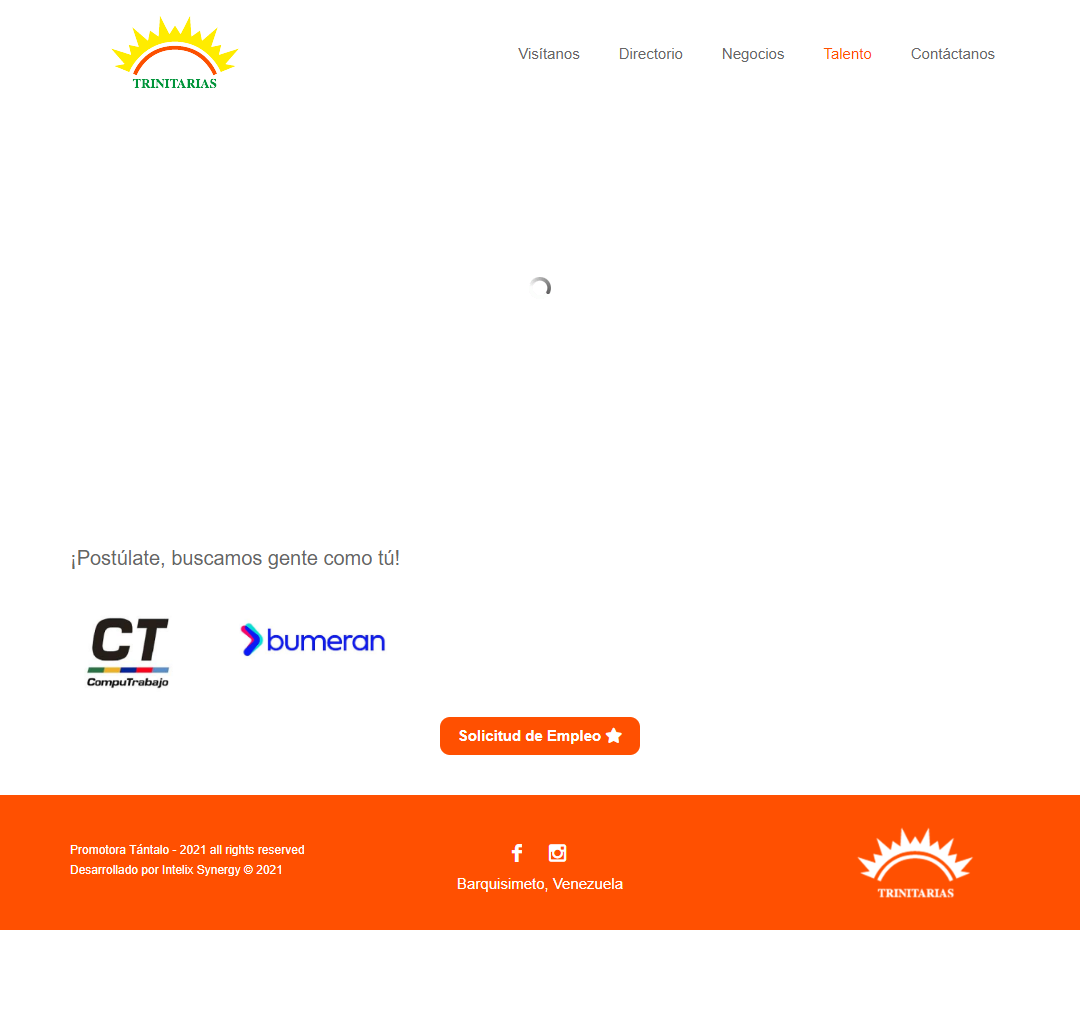 TRINITARIAS
Visítanos Directorio Negocios Talento Contáctanos
¡Postúlate, buscamos gente como tú!
CT
CompuTrabajo
bumeran
Solicitud de Empleo
Promotora Tántalo - 2021 all rights reserved
Desarrollado por Intelix Synergy © 2021
Barquisimeto, Venezuela
TRINITARIAS